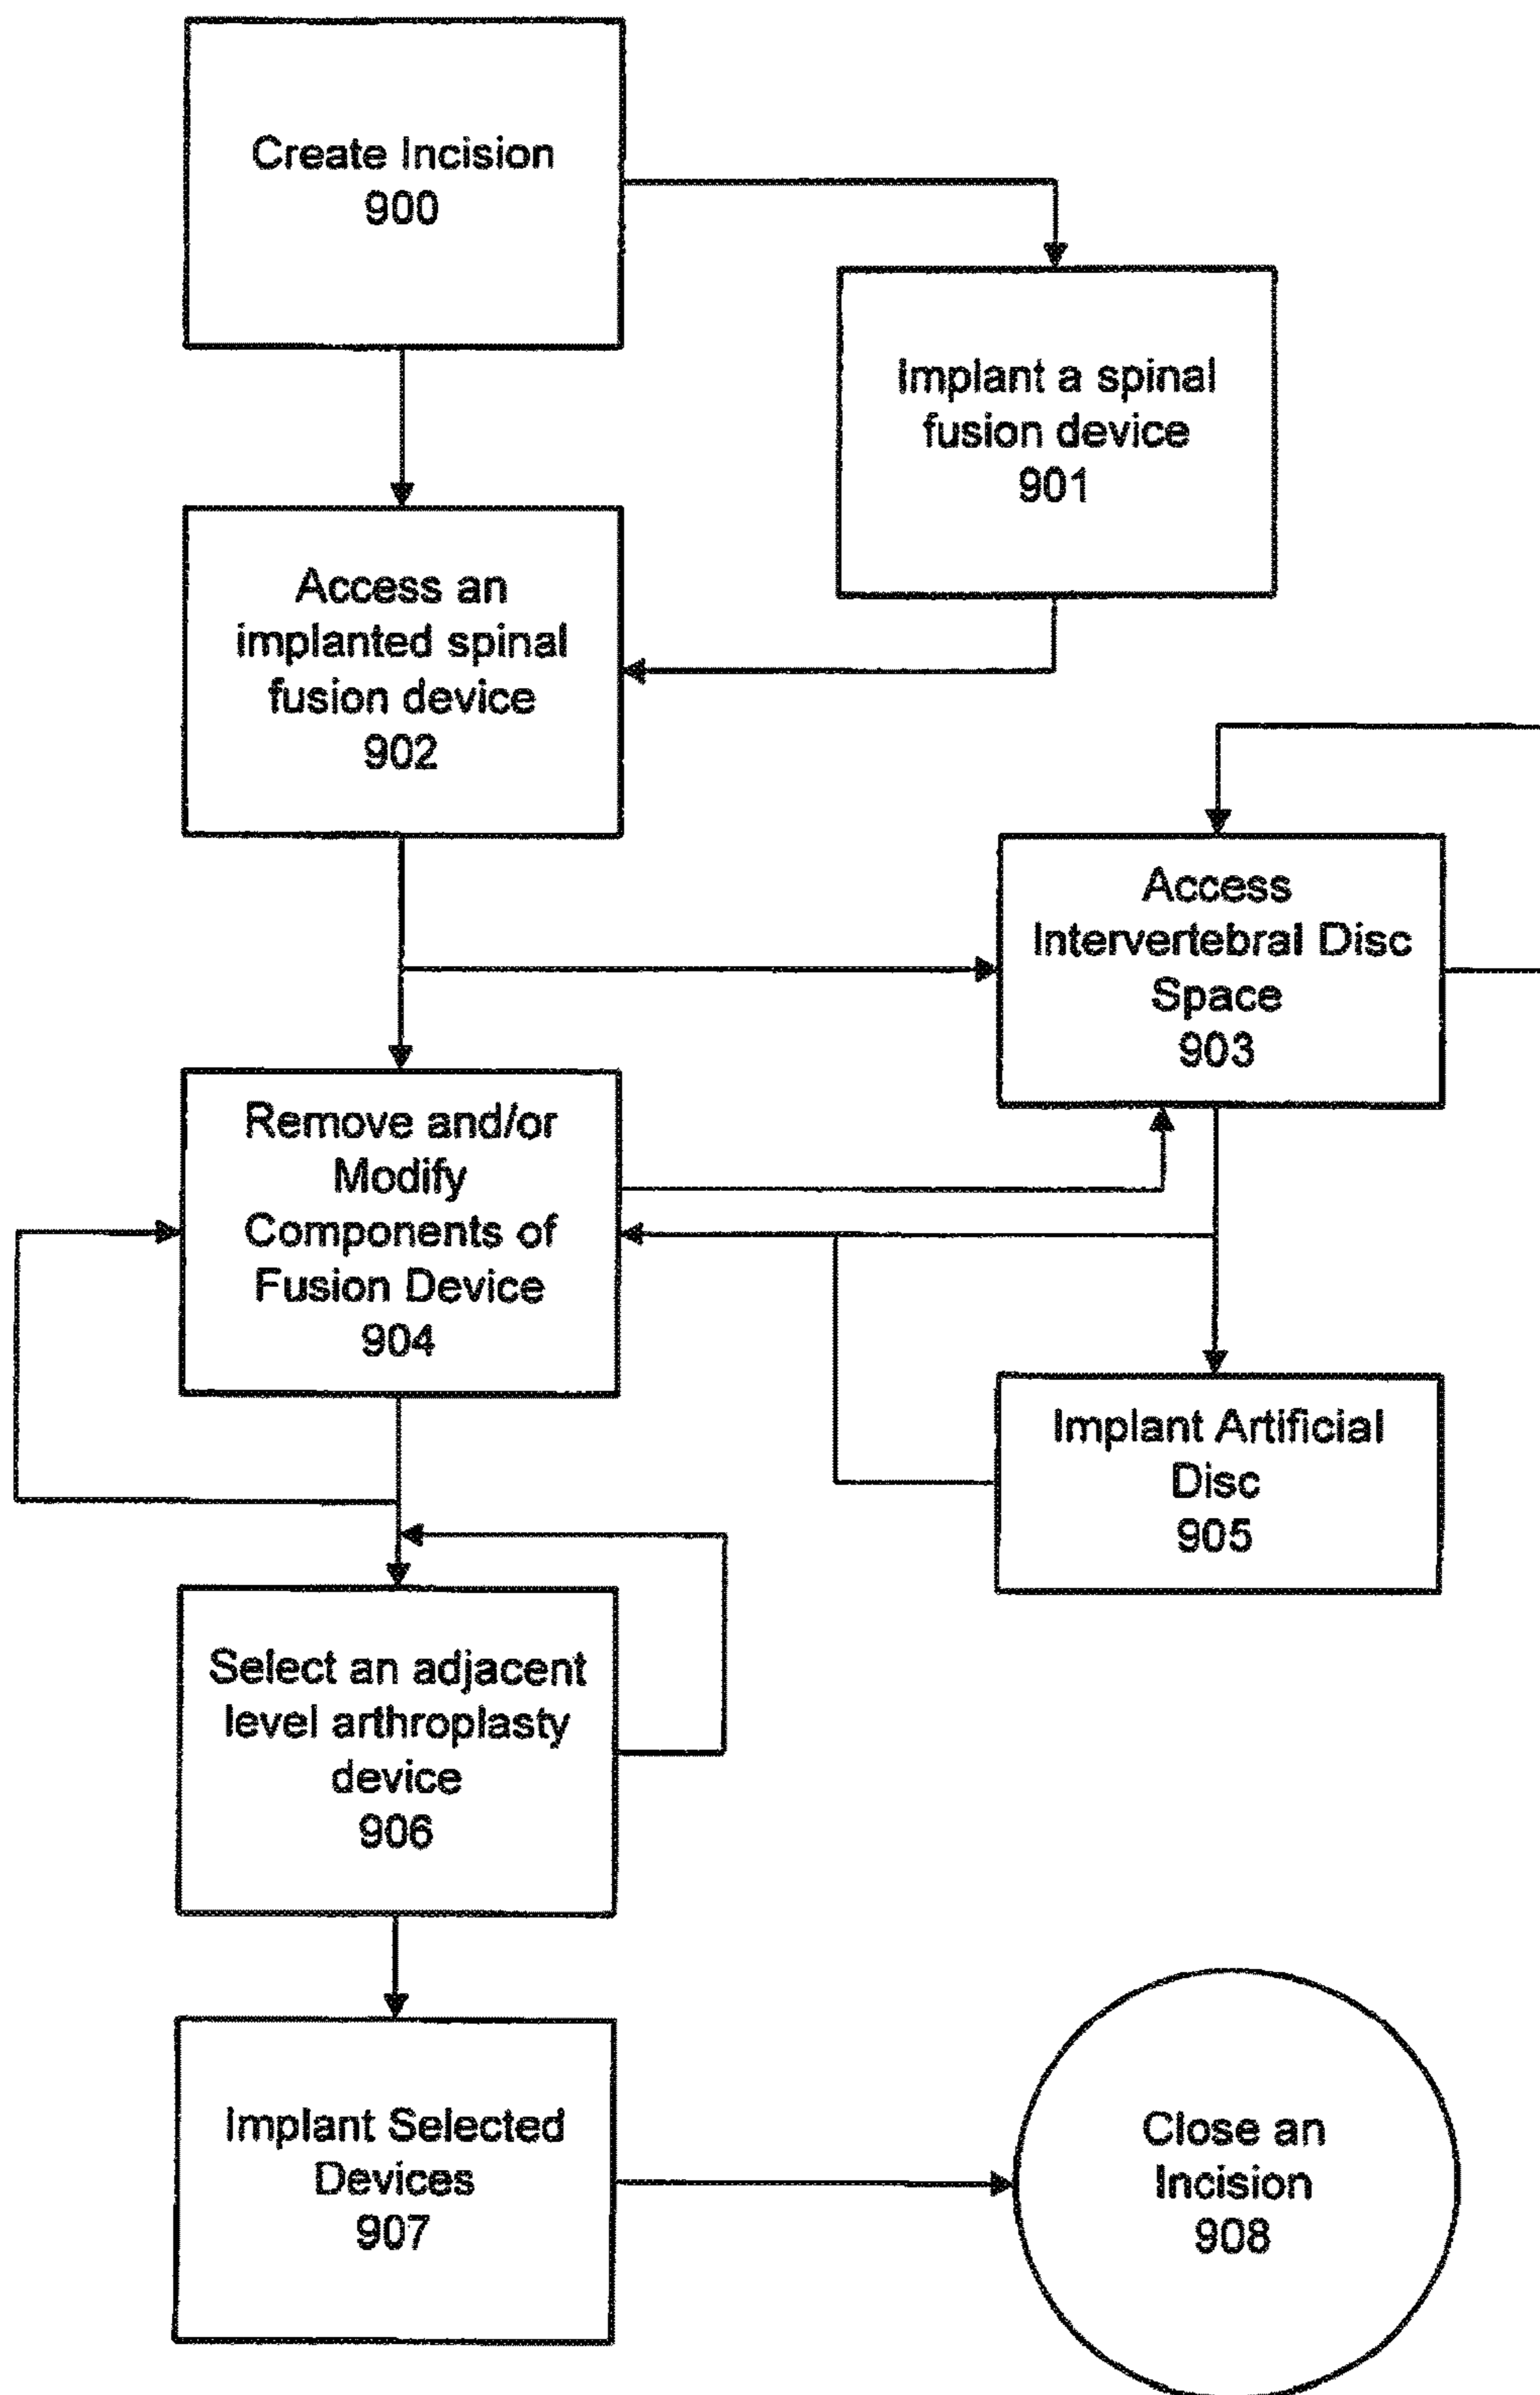 Create Incision
900
Implant a spinal
fusion device
901
Access an
implanted spinal
fusion device
902
Access
Intervertebral Disc
Space
903
Remove and/or
Modify
Components of
Fusion Device
904
Implant Artificial
Disc
905
Select an adjacent
level arthroplasty
device
906
Implant Selected
Devices
907
Close an
Incision
908